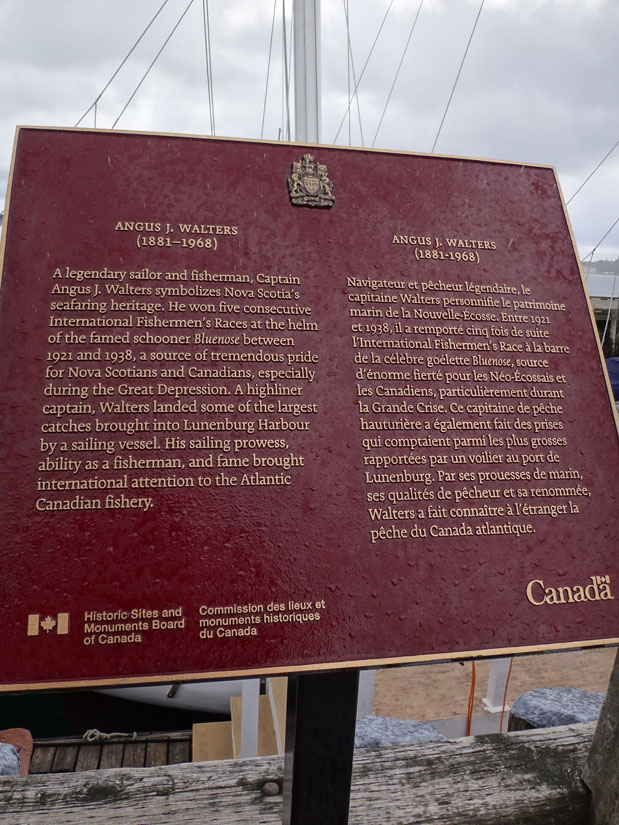 ANGUS J. WALTERS
(1881–1968)
A legendary sailor and fisherman, Captain
Angus J. Walters symbolizes Nova Scotia's
seafaring heritage. He won five consecutive
International Fishermen's Races at the helm
of the famed schooner Bluenose between
1921 and 1938, a source of tremendous pride
for Nova Scotians and Canadians, especially
during the Great Depression. A highliner
captain, Walters landed some of the largest
catches brought into Lunenburg Harbour
by a sailing vessel. His sailing prowess,
ability as a fisherman, and fame brought
international attention to the Atlantic
Canadian fishery.
ANGUS J. WALTERS
(1881-1968)
Navigateur et pêcheur légendaire, le
capitaine Walters personnifie le patrimoine
marin de la Nouvelle-Écosse. Entre 1921
et 1938, il a remporté cinq fois de suite
l'International Fishermen's Race à la barre
de la célèbre goélette Bluenose, source
d'énorme fierté pour les Néo-Écossais et
les Canadiens, particulièrement durant
la Grande Crise. Ce capitaine de pêche
hauturière a également fait des prises
qui comptaient parmi les plus grosses
rapportées par un voilier au port de
Lunenburg. Par ses prouesses de marin,
ses qualités de pêcheur et sa renommée,
Walters a fait connaître à l'étranger la
pêche du Canada atlantique.
Historic Sites and
Monuments Board
of Canada
Commission des lieux et
monuments historiques
du Canada
Canada